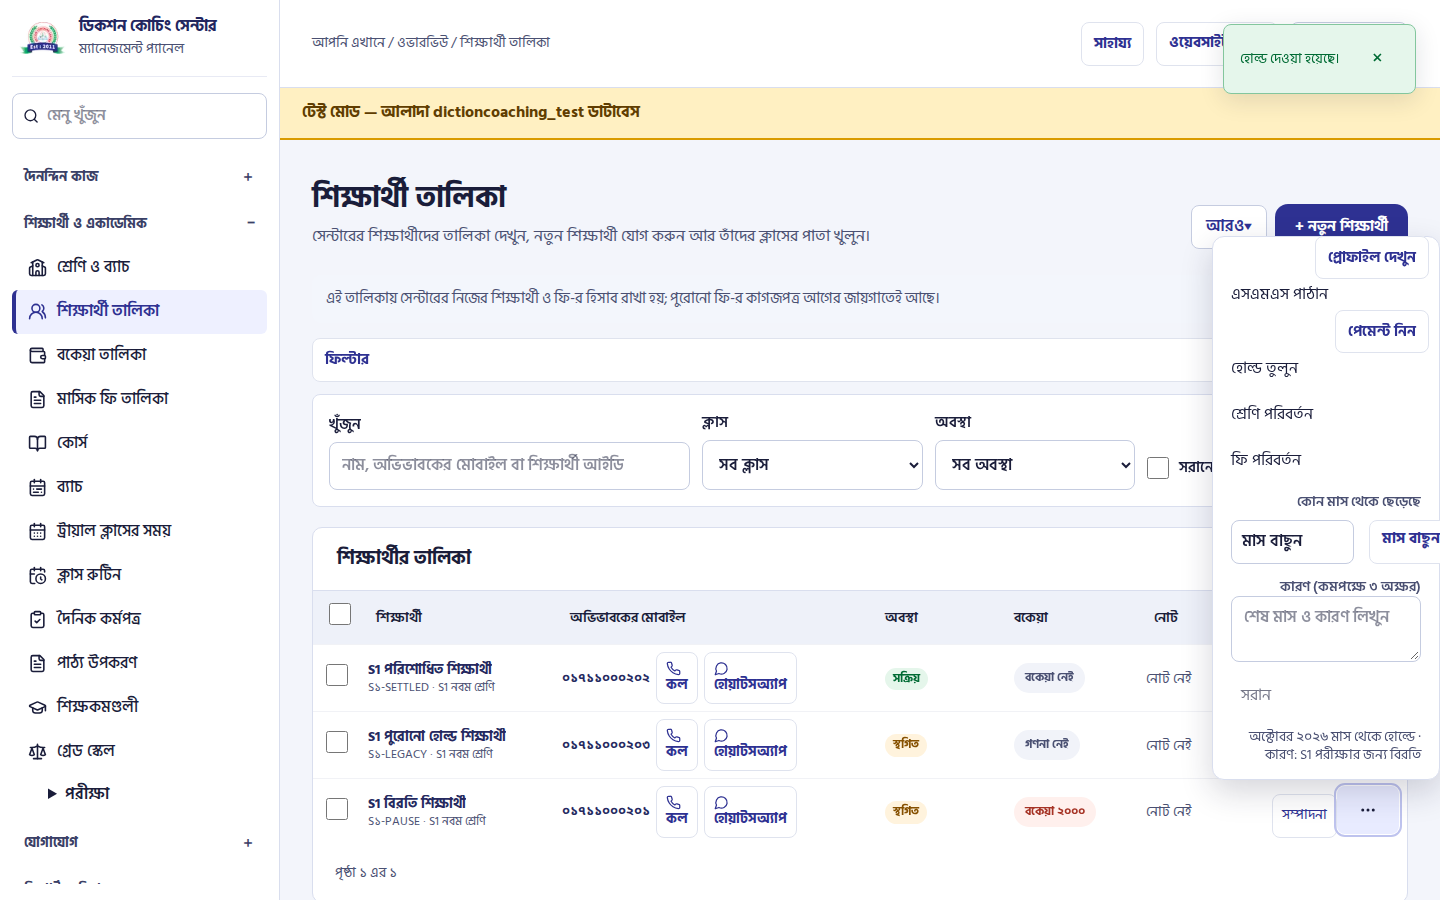 ডিকশন কোচিং সেন্টার
ম্যানেজমেন্ট প্যানেল
Est : 2011
মেনু খুঁজুন
দৈনন্দিন কাজ +
শিক্ষার্থী ও একাডেমিক −
শ্রেণি ও ব্যাচ
শিক্ষার্থী তালিকা
বকেয়া তালিকা
মাসিক ফি তালিকা
কোর্স
ব্যাচ
ট্রায়াল ক্লাসের সময়
ক্লাস রুটিন
দৈনিক কর্মপত্র
পাঠ্য উপকরণ
শিক্ষকমণ্ডলী
গ্রেড স্কেল
পরীক্ষা
যোগাযোগ +
আপনি এখানে / ওভারভিউ / শিক্ষার্থী তালিকা
সাহায্য
হোল্ড দেওয়া হয়েছে। ×
টেস্ট মোড — আলাদা dictioncoaching_test ডাটাবেস
শিক্ষার্থী তালিকা
সেন্টারের শিক্ষার্থীদের তালিকা দেখুন, নতুন শিক্ষার্থী যোগ করুন আর তাঁদের ক্লাসের পাতা খুলুন।
আরও▾
+ নতুন শিক্ষার্থী
এই তালিকায় সেন্টারের নিজের শিক্ষার্থী ও ফি-র হিসাব রাখা হয়; পুরোনো ফি-র কাগজপত্র আগের জায়গাতেই আছে।
ফিল্টার
খুঁজুন
নাম, অভিভাবকের মোবাইল বা শিক্ষার্থী আইডি
ক্লাস
সব ক্লাস
অবস্থা
সব অবস্থা
শিক্ষার্থীর তালিকা
শিক্ষার্থী অভিভাবকের মোবাইল অবস্থা বকেয়া নোট
S1 পরিশোধিত শিক্ষার্থী
S১-SETTLED · S1 নবম শ্রেণি
০১৭১১০০০২০২ কল হোয়াটসঅ্যাপ সক্রিয় বকেয়া নেই নোট নেই
S1 পুরোনো হোল্ড শিক্ষার্থী
S১-LEGACY · S1 নবম শ্রেণি
০১৭১১০০০২০৩ কল হোয়াটসঅ্যাপ স্থগিত গণনা নেই নোট নেই
S1 বিরতি শিক্ষার্থী
S১-PAUSE · S1 নবম শ্রেণি
০১৭১১০০০২০১ কল হোয়াটসঅ্যাপ স্থগিত বকেয়া ২০০০ নোট নেই সম্পাদনা ...
পৃষ্ঠা ১ এর ১
প্রোফাইল দেখুন
এসএমএস পাঠান
পেমেন্ট নিন
হোল্ড তুলুন
শ্রেণি পরিবর্তন
ফি পরিবর্তন
কোন মাস থেকে ছেড়েছে
মাস বাছুন মাস বাছুন
কারণ (কমপক্ষে ৩ অক্ষর)
শেষ মাস ও কারণ লিখুন
সরান
অক্টোবর ২০২৬ মাস থেকে হোল্ডে ·
কারণ: S1 পরীক্ষার জন্য বিরতি